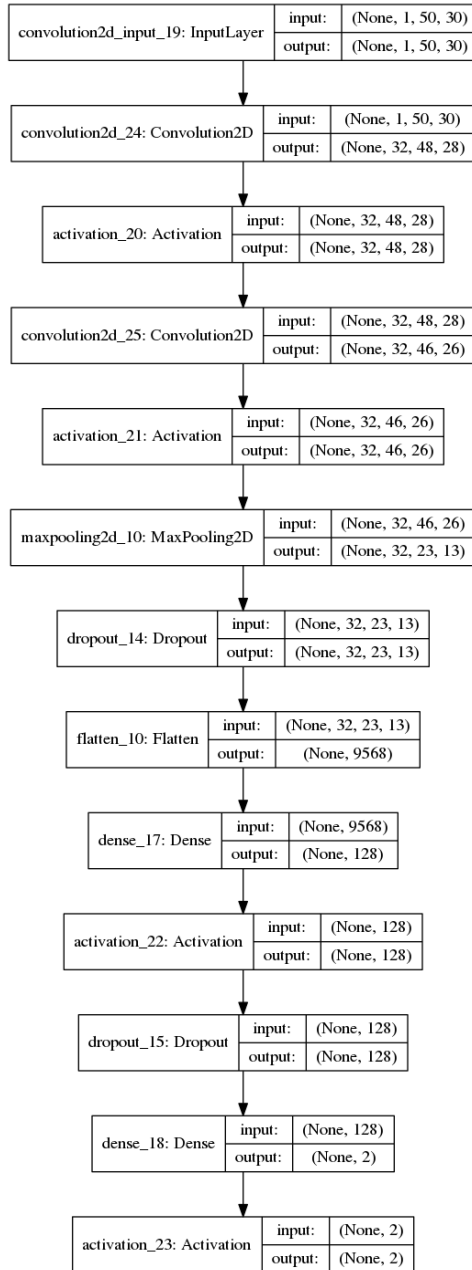 convolution2d_input_19: InputLayer
input: (None, 1, 50, 30)
output: (None, 1, 50, 30)
convolution2d_24: Convolution2D
input: (None, 1, 50, 30)
output: (None, 32, 48, 28)
activation_20: Activation
input: (None, 32, 48, 28)
output: (None, 32, 48, 28)
convolution2d_25: Convolution2D
input: (None, 32, 48, 28)
output: (None, 32, 46, 26)
activation_21: Activation
input: (None, 32, 46, 26)
output: (None, 32, 46, 26)
maxpooling2d_10: MaxPooling2D
input: (None, 32, 46, 26)
output: (None, 32, 23, 13)
dropout_14: Dropout
input: (None, 32, 23, 13)
output: (None, 32, 23, 13)
flatten_10: Flatten
input: (None, 32, 23, 13)
output: (None, 9568)
dense_17: Dense
input: (None, 9568)
output: (None, 128)
activation_22: Activation
input: (None, 128)
output: (None, 128)
dropout_15: Dropout
input: (None, 128)
output: (None, 128)
dense_18: Dense
input: (None, 128)
output: (None, 2)
activation_23: Activation
input: (None, 2)
output: (None, 2)